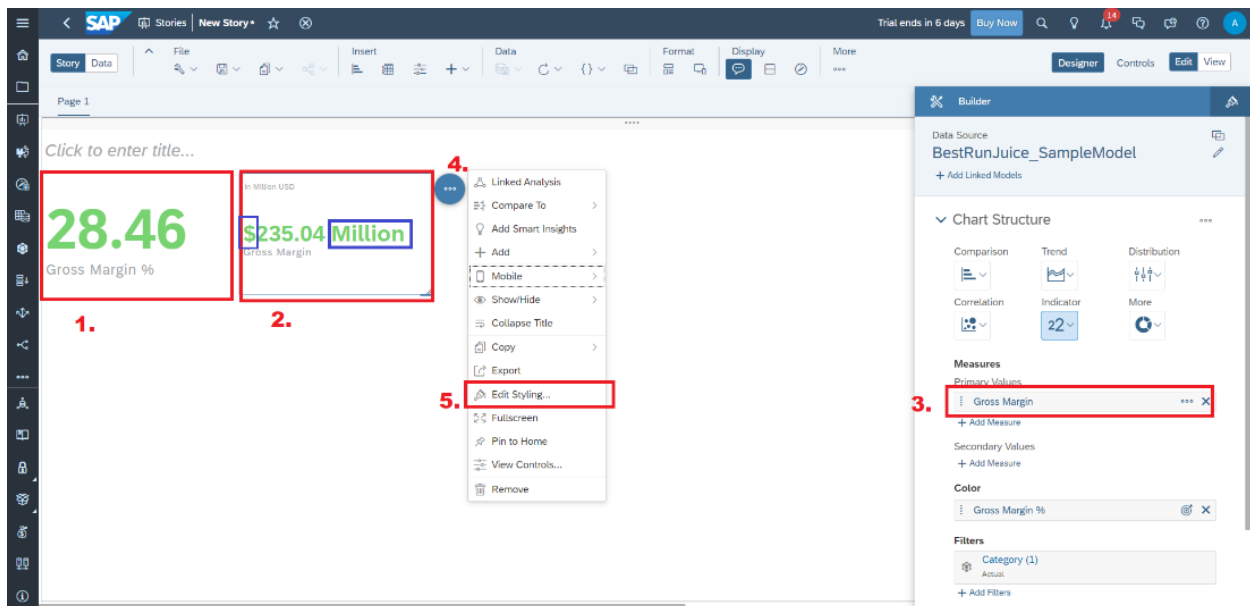 SAP Stories New Story* Trial ends in 6 days Buy Now 14 A
Story Data File Insert Data Format Display More Designer Controls Edit View
Page 1
Builder
Click to enter title...
28.46
Gross Margin %
1.
In Million USD
$235.04 Million
Gross Margin
2.
4.
Linked Analysis
Compare To
Add Smart Insights
Add
Mobile
Show/Hide
Collapse Title
Copy
Export
5. Edit Styling...
Fullscreen
Pin to Home
View Controls...
Remove
Data Source
BestRunJuice_SampleModel
+ Add Linked Models
Chart Structure
Comparison Trend Distribution
Correlation Indicator More
22
Measures
Primary Values
3. Gross Margin
+ Add Measure
Secondary Values
+ Add Measure
Color
Gross Margin %
Filters
Category (1)
Actual
+ Add Filters